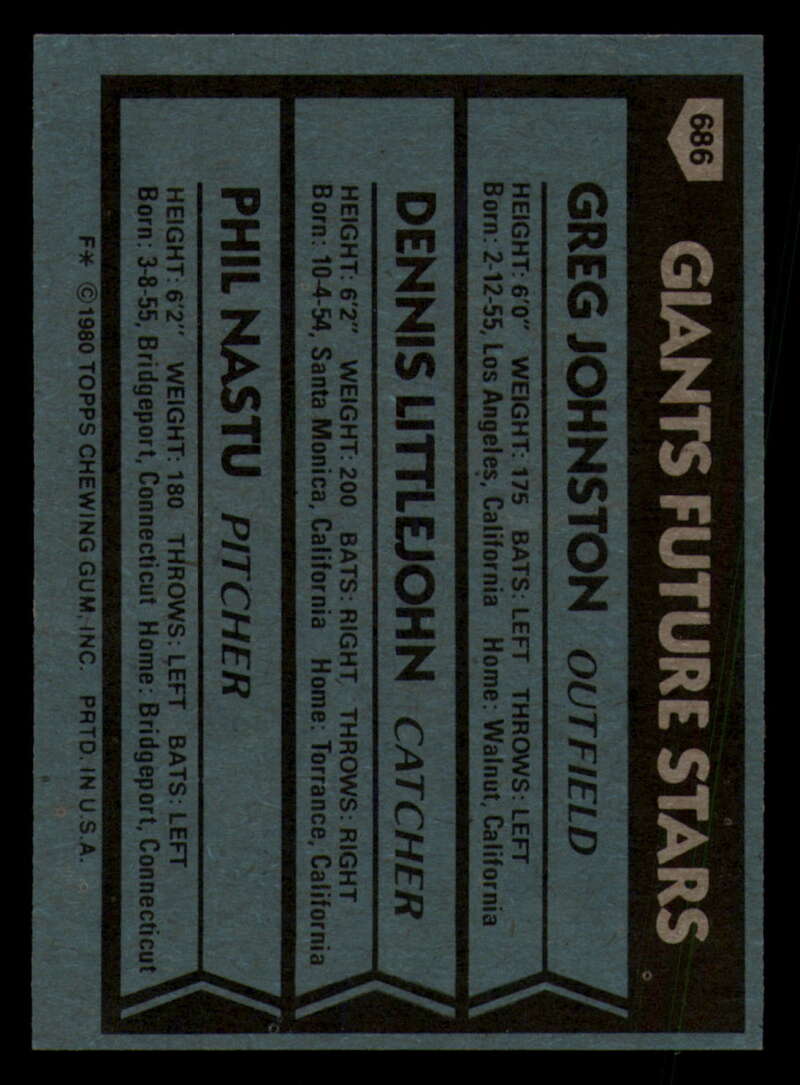 686
GIANTS FUTURE STARS
GREG JOHNSTON OUTFIELD
HEIGHT: 6'0" WEIGHT: 175 BATS: LEFT THROWS: LEFT
Born: 2-12-55, Los Angeles, California Home: Walnut, California
DENNIS LITTLEJOHN CATCHER
HEIGHT: 6'2" WEIGHT: 200 BATS: RIGHT THROWS: RIGHT
Born: 10-4-54, Santa Monica, California Home: Torrance, California
PHIL NASTU PITCHER
HEIGHT: 6'2" WEIGHT: 180 THROWS: LEFT BATS: LEFT
Born: 3-8-55, Bridgeport, Connecticut Home: Bridgeport, Connecticut
F* ©1980 TOPPS CHEWING GUM, INC. PRTD. IN U.S.A.